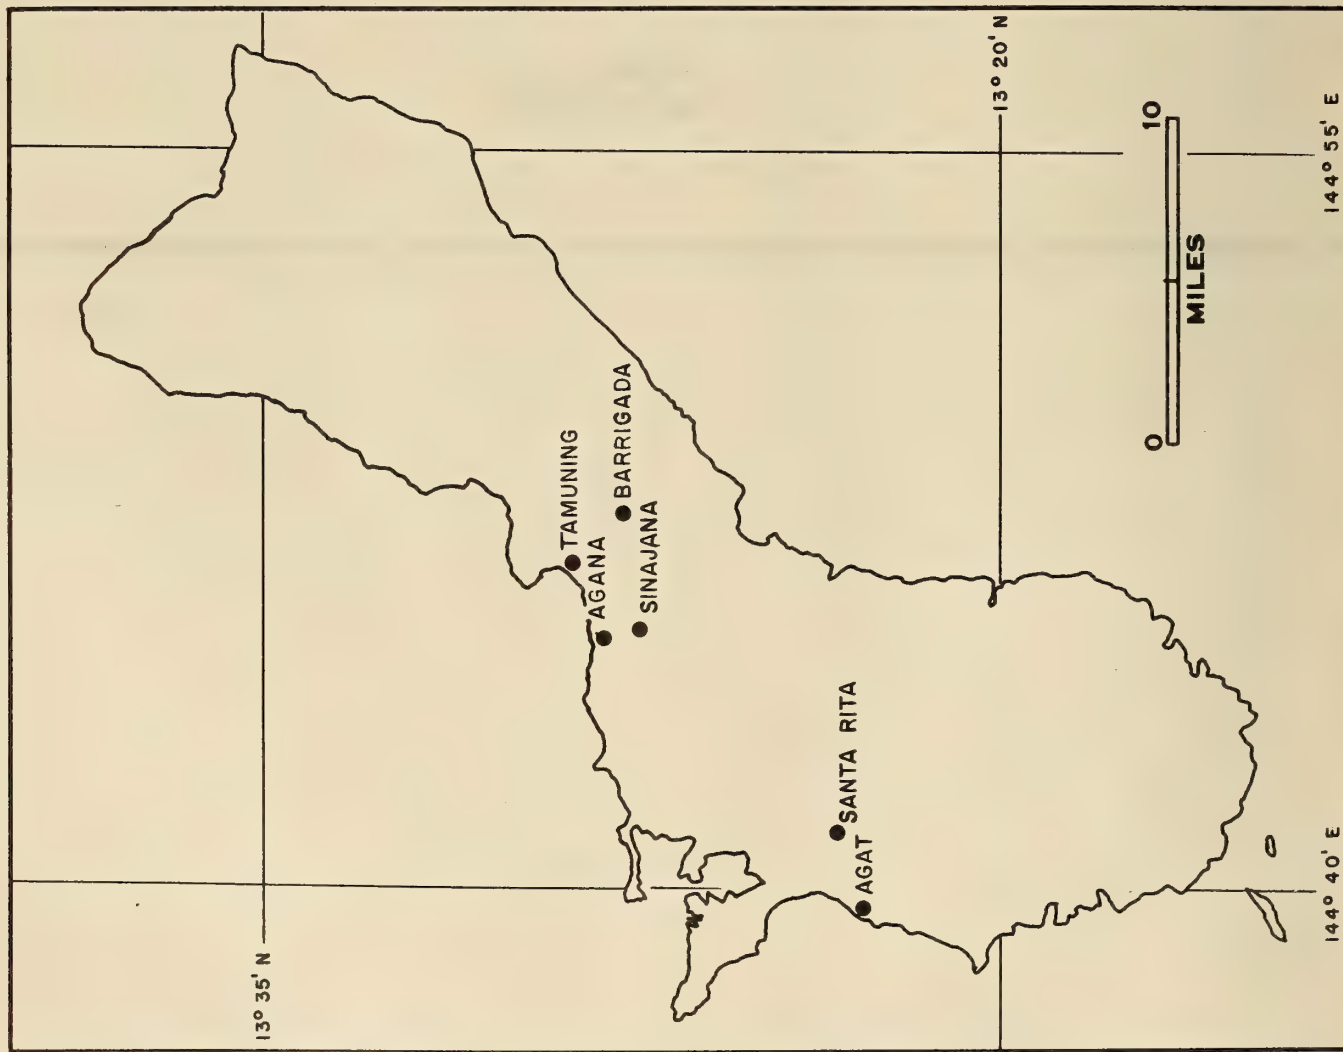 13° 35' N
TAMUNING
AGANA
BARRIGADA
SINAJANA
SANTA RITA
AGAT
13° 20' N
0 10
MILES
144° 40' E
144° 55' E